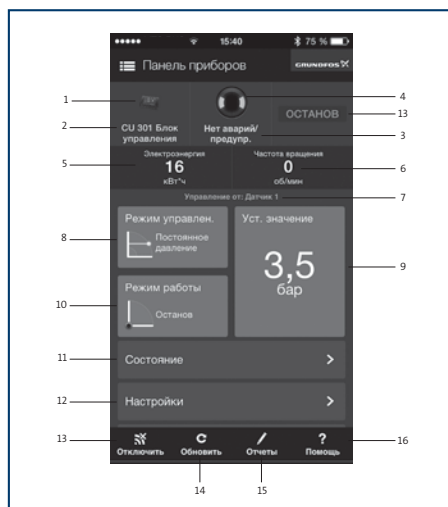 15:40 75 %
Панель приборов GRUNDFOS
1
4
ОСТАНОВ 13
2 CU 301 Блок управления
Нет аварий/ предупр. 3
5 Электроэнергия
16
кВт*ч
Частота вращения
0 6
об/мин
Управление от: Датчик 1 7
8 Режим управлен.
Постоянное
давление
Уст. значение
3,5
бар
9
10 Режим работы
Останов
11 Состояние
12 Настройки
13 Отключить Обновить Отчеты ? Помощь 16
14 15